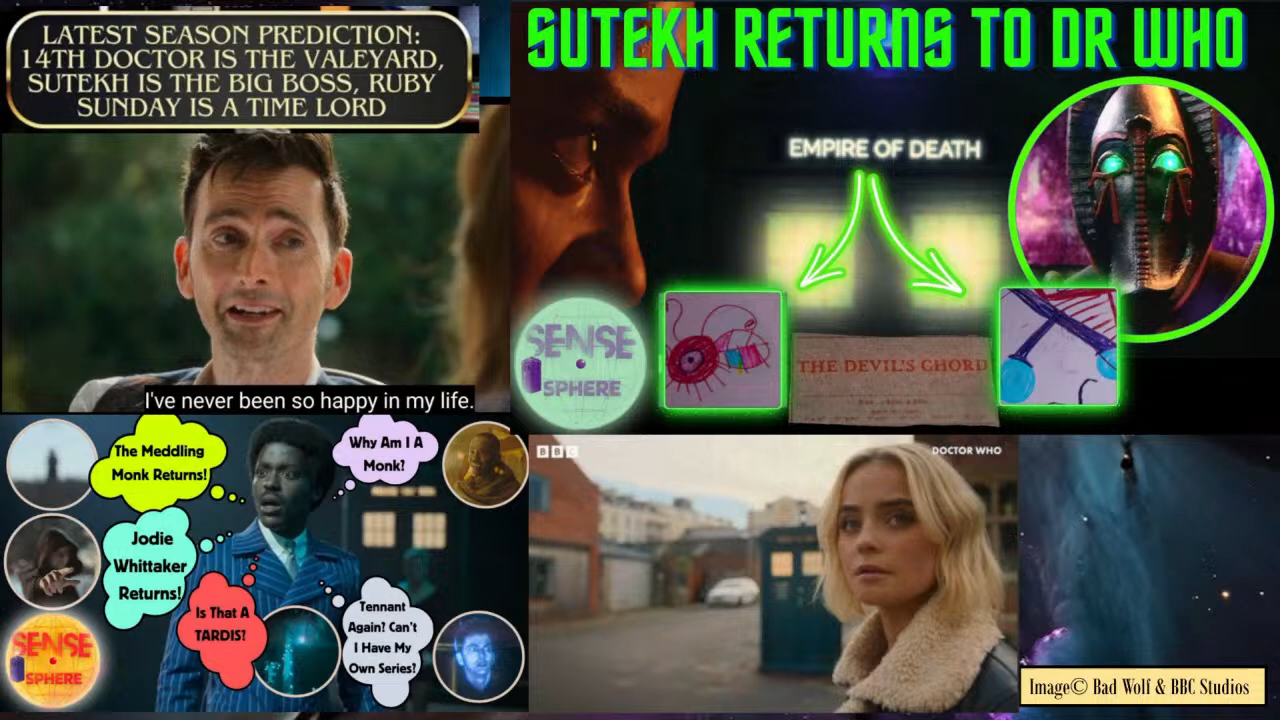 LATEST SEASON PREDICTION:
14TH DOCTOR IS THE VALEYARD,
SUTEKH IS THE BIG BOSS, RUBY
SUNDAY IS A TIME LORD
I've never been so happy in my life.
SUTEKH RETURNS TO DR WHO
EMPIRE OF DEATH
SENSE
SPHERE
THE DEVIL'S CHORD
The Meddling
Monk Returns!
Why Am I A
Monk?
Jodie
Whittaker
Returns!
Is That A
TARDIS?
Tennant
Again? Can't
I Have My
Own Series?
SENSE
SPHERE
BBC
DOCTOR WHO
Image© Bad Wolf & BBC Studios